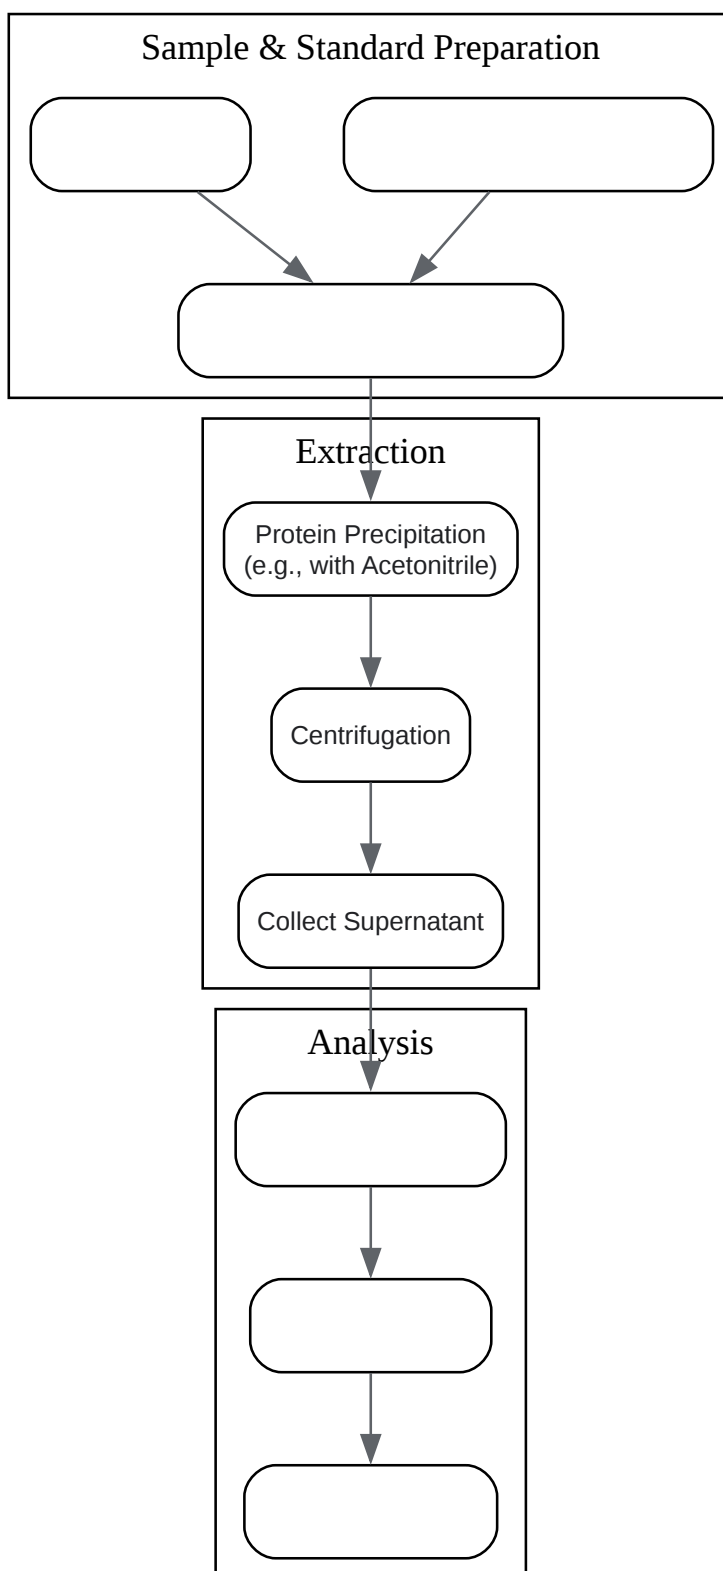 Sample & Standard Preparation
Extraction
Protein Precipitation
(e.g., with Acetonitrile)
Centrifugation
Collect Supernatant
Analysis